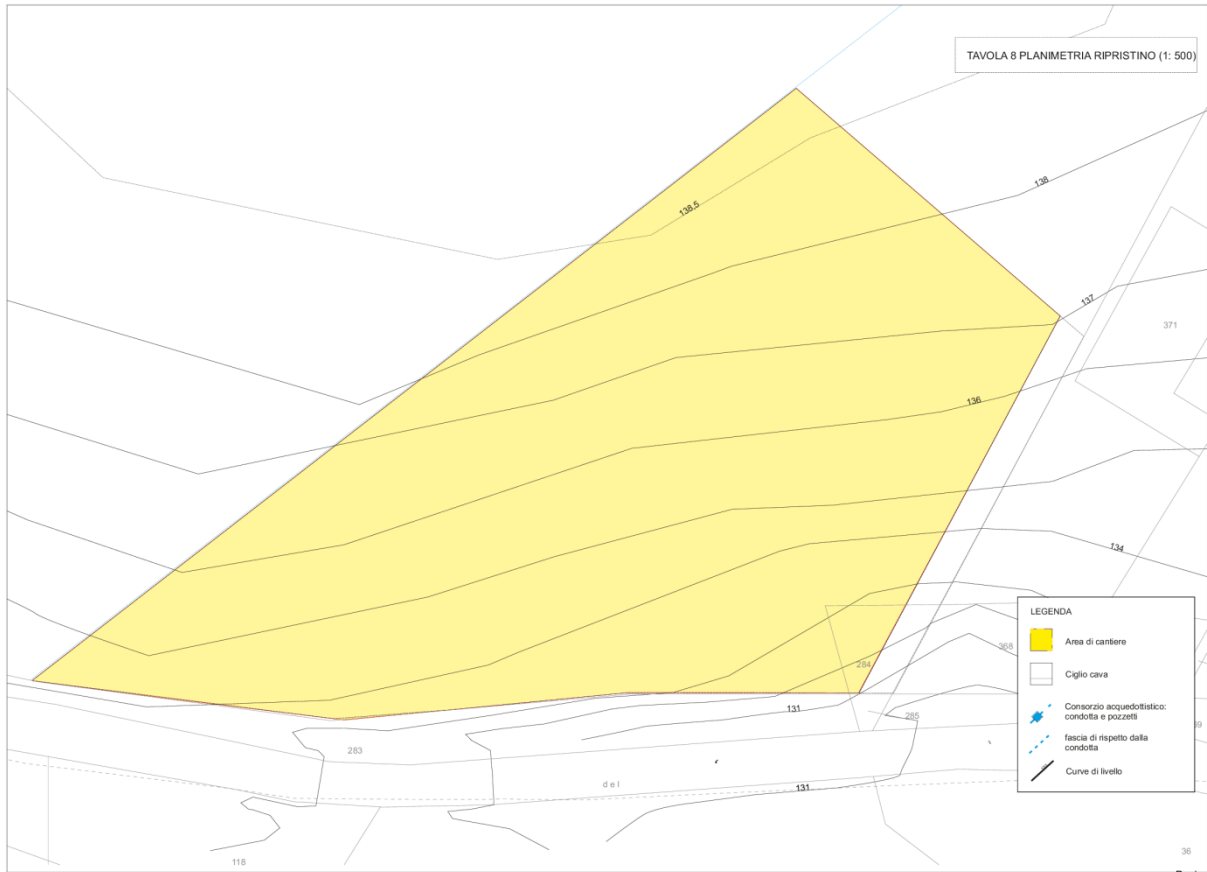 TAVOLA 8 PLANIMETRIA RIPRISTINO (1: 500)
138
138,5
137
371
136
134
LEGENDA
Area di cantiere
Ciglio cava
Consorzio acquedottistico:
condotta e pozzetti
fascia di rispetto dalla
condotta
Curve di livello
368
284
131
285
283
del
131
118
36